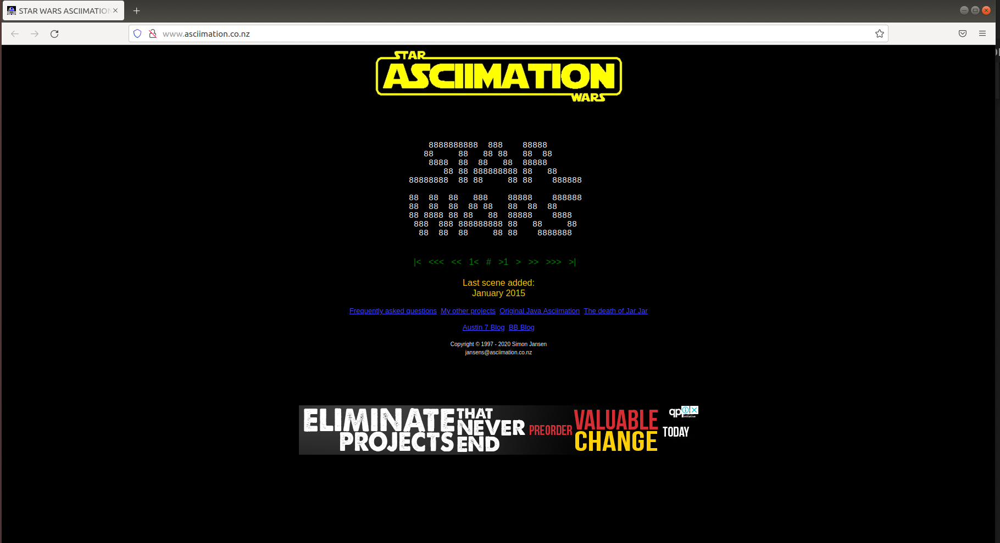 STAR WARS ASCIIMATION
www.asciimation.co.nz
STAR
ASCIIMATION
WARS
8888888888  888    88888
88     88   88 88   88  88
8888  88  88   88  88888
88 88 888888888 88   88
88888888  88 88     88 88    888888
88  88  88   888    88888    888888
88  88  88  88 88   88  88  88
88 8888 88 88   88  88888    8888
888  888 888888888 88   88     88
88  88  88     88 88    8888888
|<   <<<   <<   1<   #   >1   >   >>   >>>   >|
Last scene added:
January 2015
Frequently asked questions  My other projects  Original Java Asciimation  The death of Jar Jar
Austin 7 Blog  BB Blog
Copyright © 1997 - 2020 Simon Jansen
jansens@asciimation.co.nz
ELIMINATE THAT
PROJECTS NEVER
END
PREORDER VALUABLE
CHANGE
TODAY
initiative